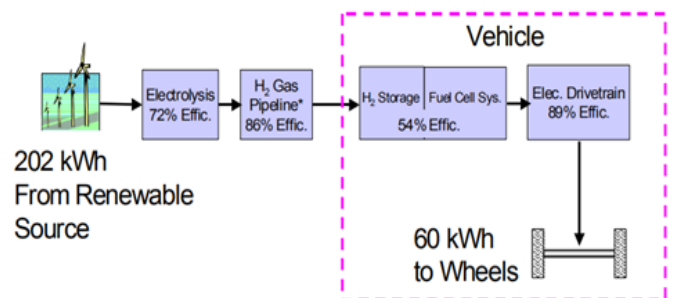 Vehicle
Electrolysis
72% Effic.
H₂ Gas
Pipeline*
86% Effic.
H₂ Storage
Fuel Cell Sys.
54% Effic.
Elec. Drivetrain
89% Effic.
202 kWh
From Renewable
Source
60 kWh
to Wheels